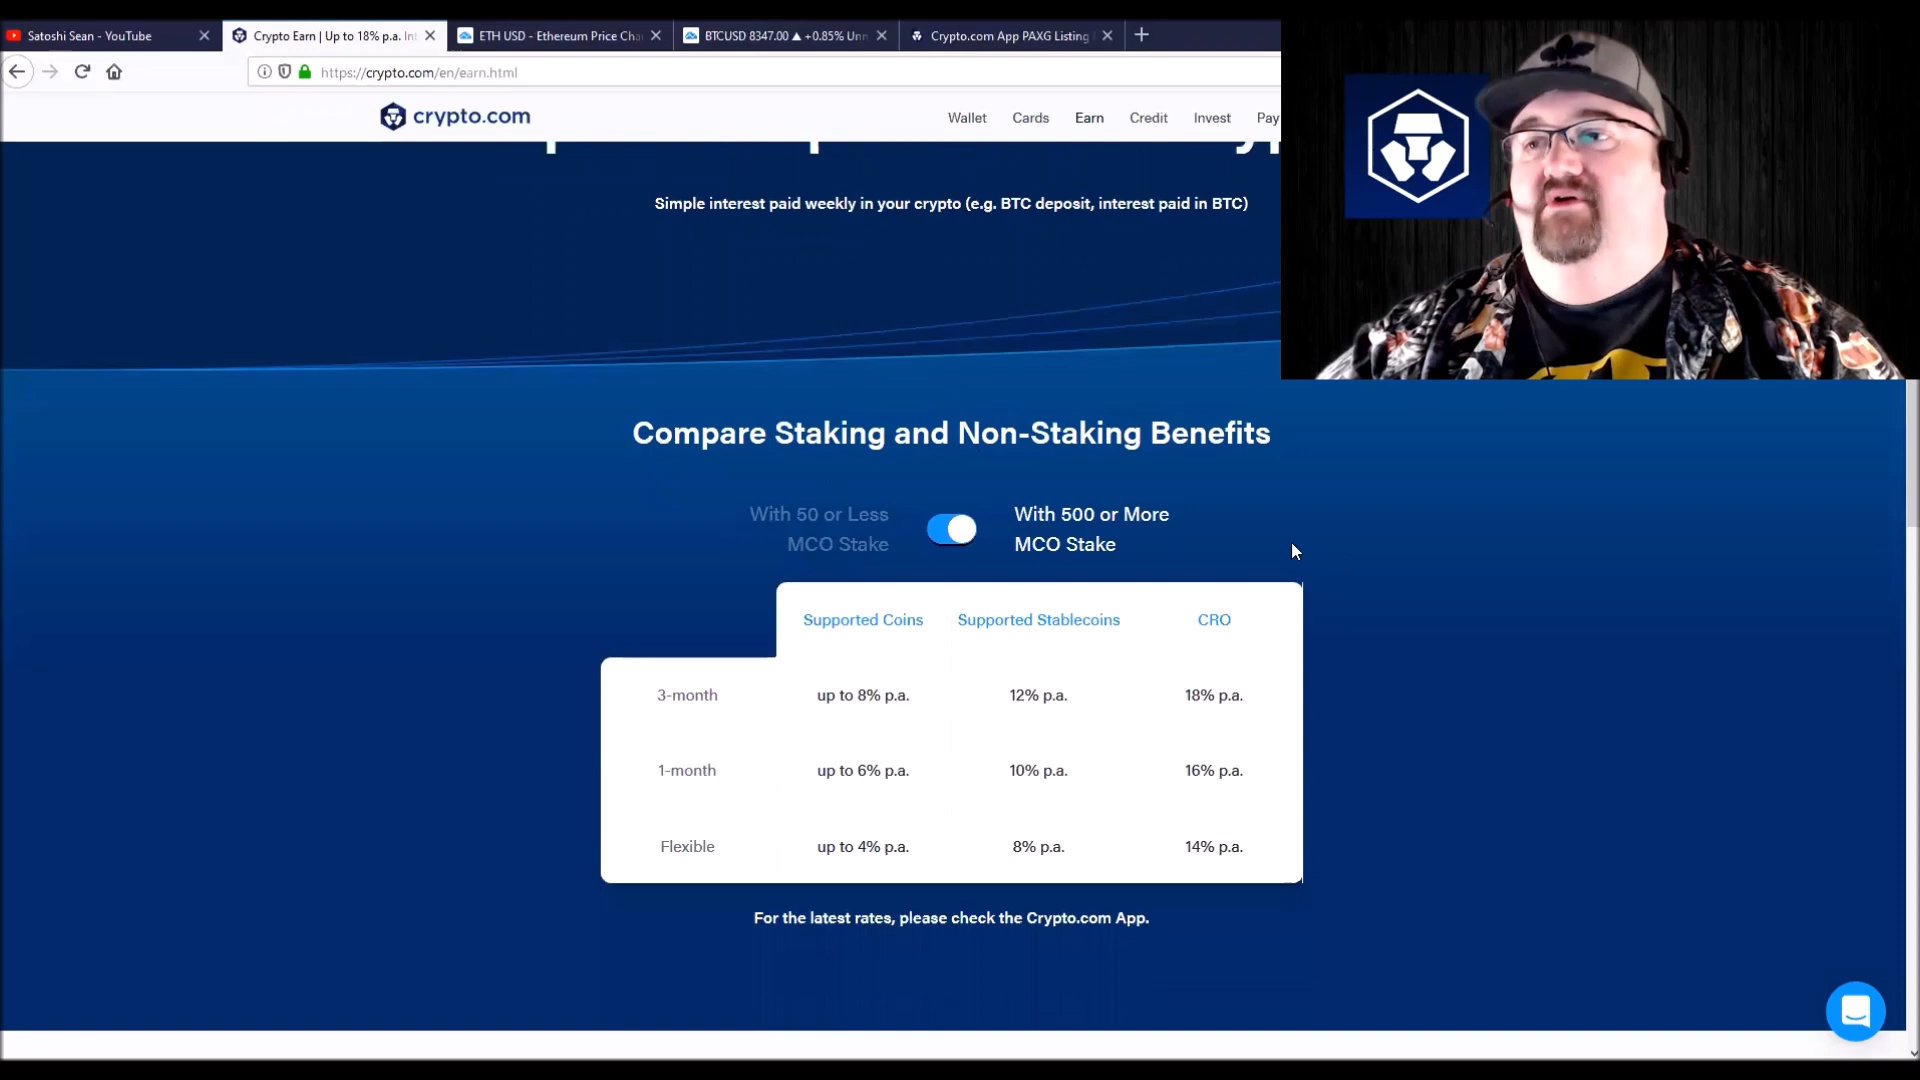 Satoshi Sean - YouTube
Crypto Earn | Up to 18% p.a. Int
ETH USD - Ethereum Price Cha
BTCUSD 8347.00 ▲ +0.85% Unn
Crypto.com App PAXG Listing
https://crypto.com/en/earn.html
crypto.com
Wallet Cards Earn Credit Invest Pay
Simple interest paid weekly in your crypto (e.g. BTC deposit, interest paid in BTC)
Compare Staking and Non-Staking Benefits
With 50 or Less
MCO Stake
With 500 or More
MCO Stake
Supported Coins Supported Stablecoins CRO
3-month up to 8% p.a. 12% p.a. 18% p.a.
1-month up to 6% p.a. 10% p.a. 16% p.a.
Flexible up to 4% p.a. 8% p.a. 14% p.a.
For the latest rates, please check the Crypto.com App.